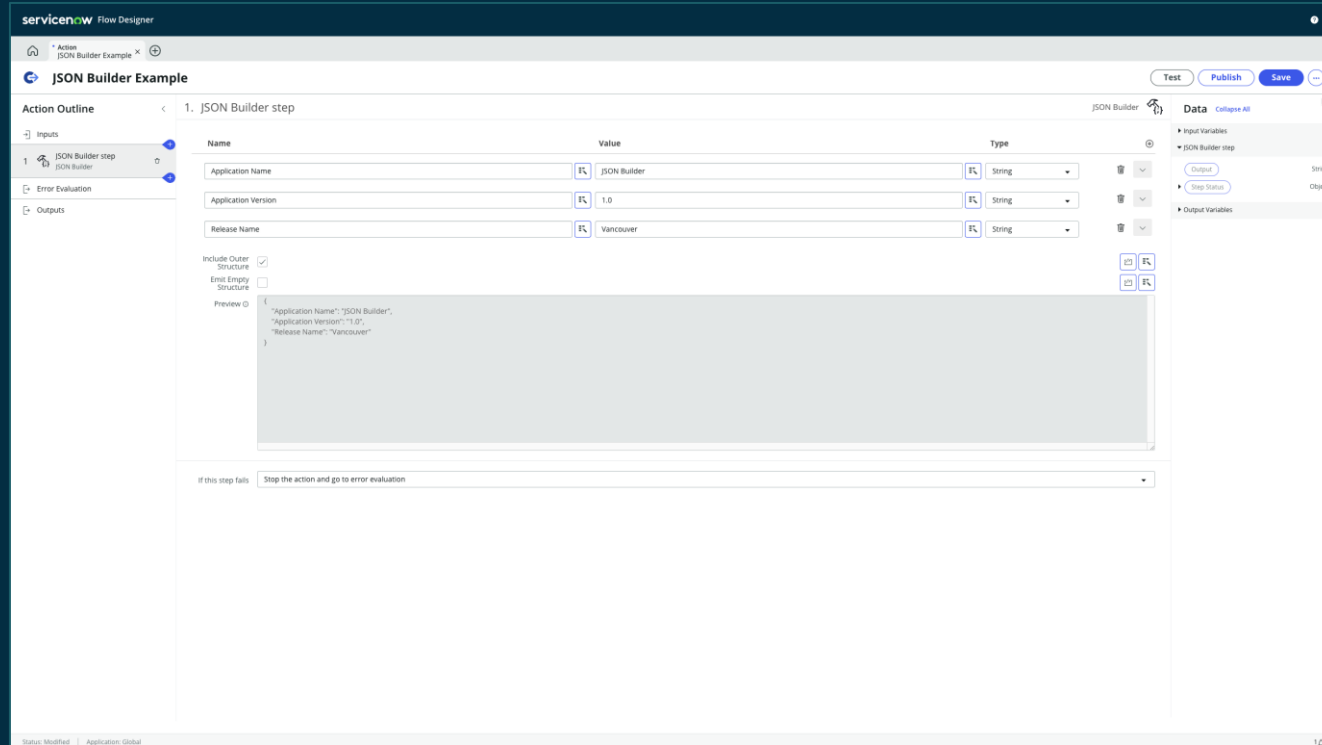 servicenow Flow Designer
* Action
JSON Builder Example
JSON Builder Example
Test Publish Save
Action Outline
Inputs
1 JSON Builder step
JSON Builder
Error Evaluation
Outputs
1. JSON Builder step
JSON Builder
Name Value Type
Application Name JSON Builder String
Application Version 1.0 String
Release Name Vancouver String
Include Outer
Structure
Emit Empty
Structure
Preview
{
"Application Name": "JSON Builder",
"Application Version": "1.0",
"Release Name": "Vancouver"
}
If this step fails Stop the action and go to error evaluation
Data Collapse All
Input Variables
JSON Builder step
Output Stri
Step Status Obje
Output Variables
Status: Modified | Application: Global